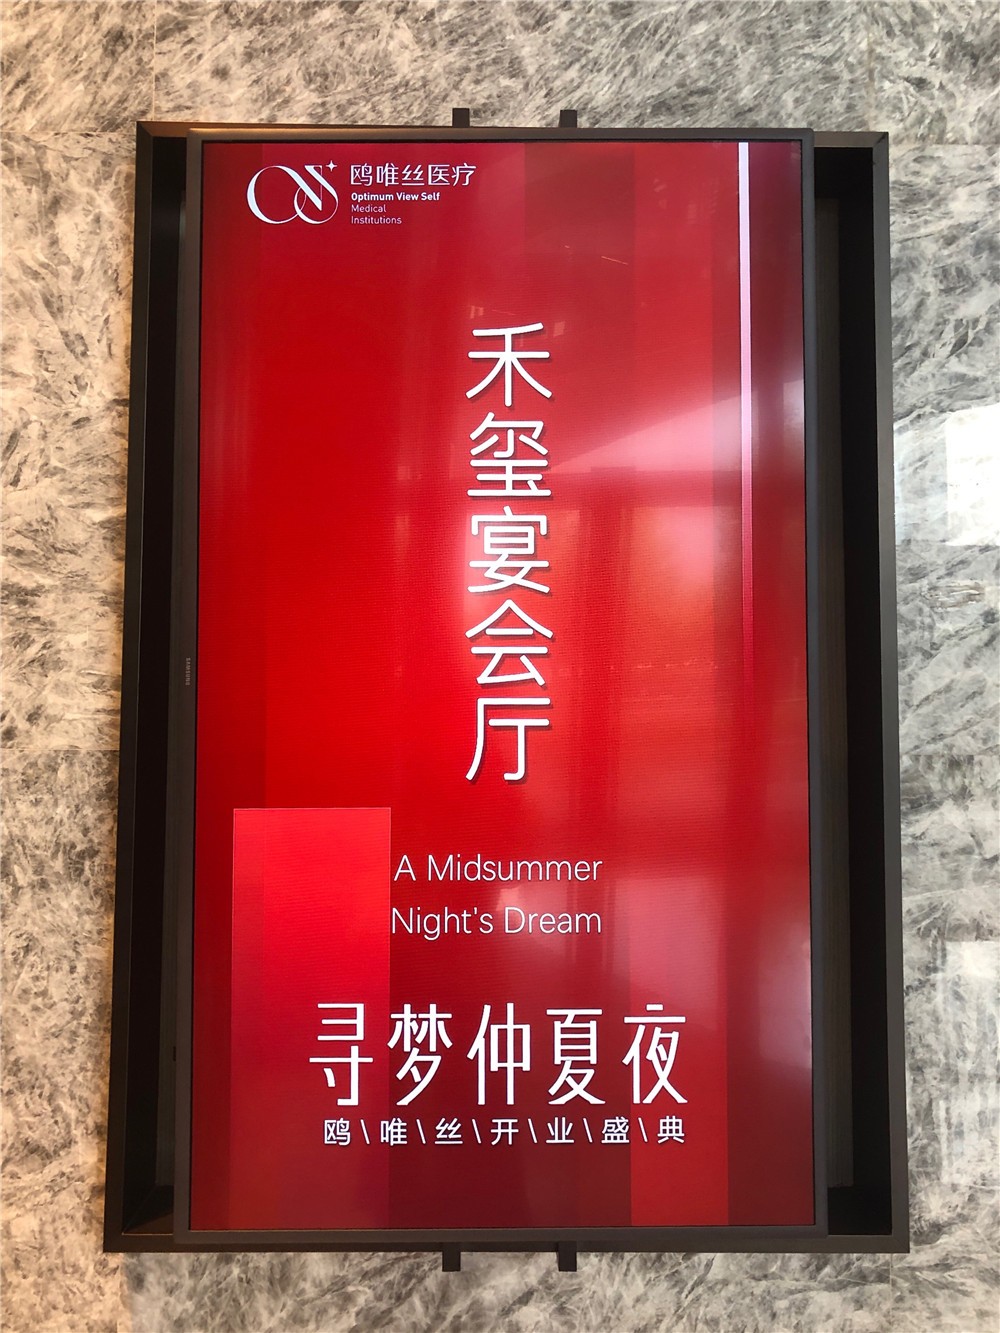 鸥唯丝医疗
Optimum View Self
Medical
Institutions
禾玺宴会厅
A Midsummer
Night's Dream
寻梦仲夏夜
鸥\唯\丝\开\业\盛\典
SAMSUNG